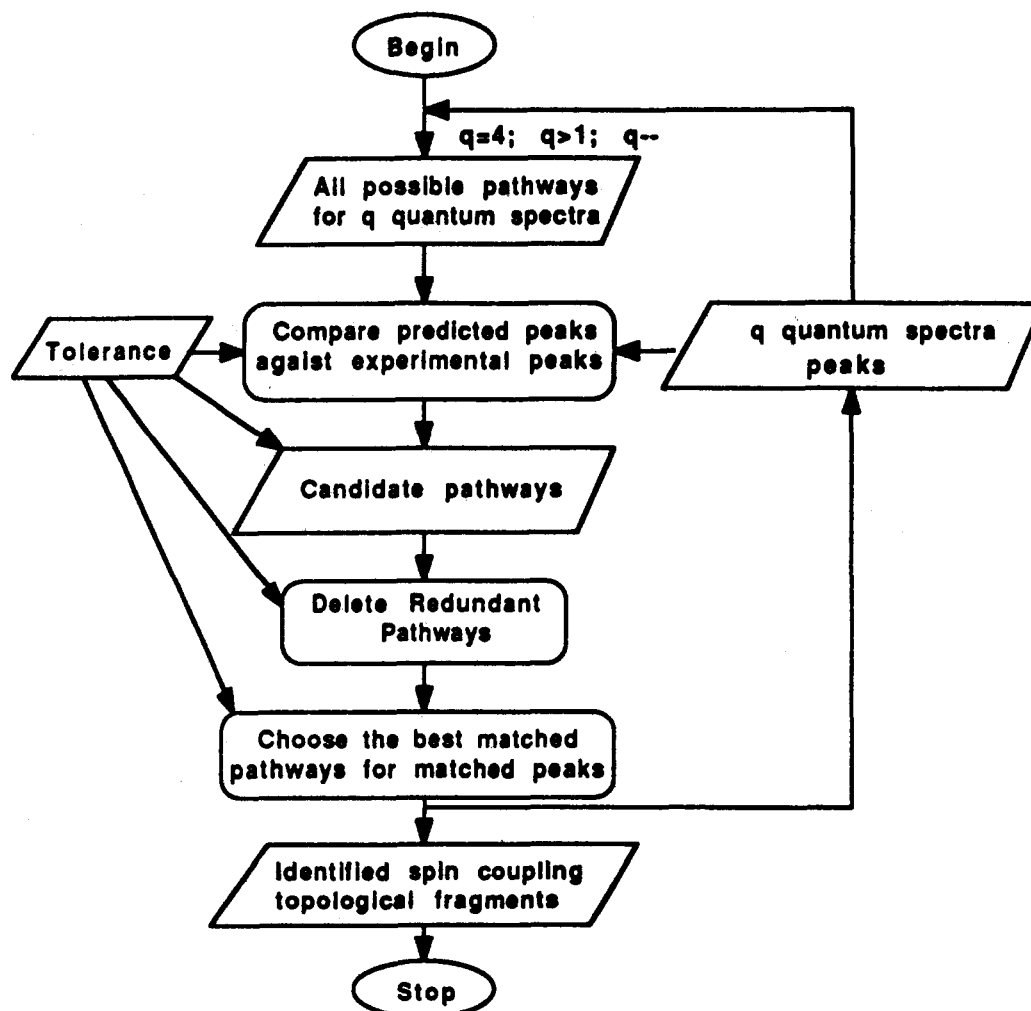 Begin
q=4; q>1; q--
All possible pathways
for q quantum spectra
Compare predicted peaks
agaist experimental peaks
Tolerance
q quantum spectra
peaks
Candidate pathways
Delete Redundant
Pathways
Choose the best matched
pathways for matched peaks
Identified spin coupling
topological fragments
Stop